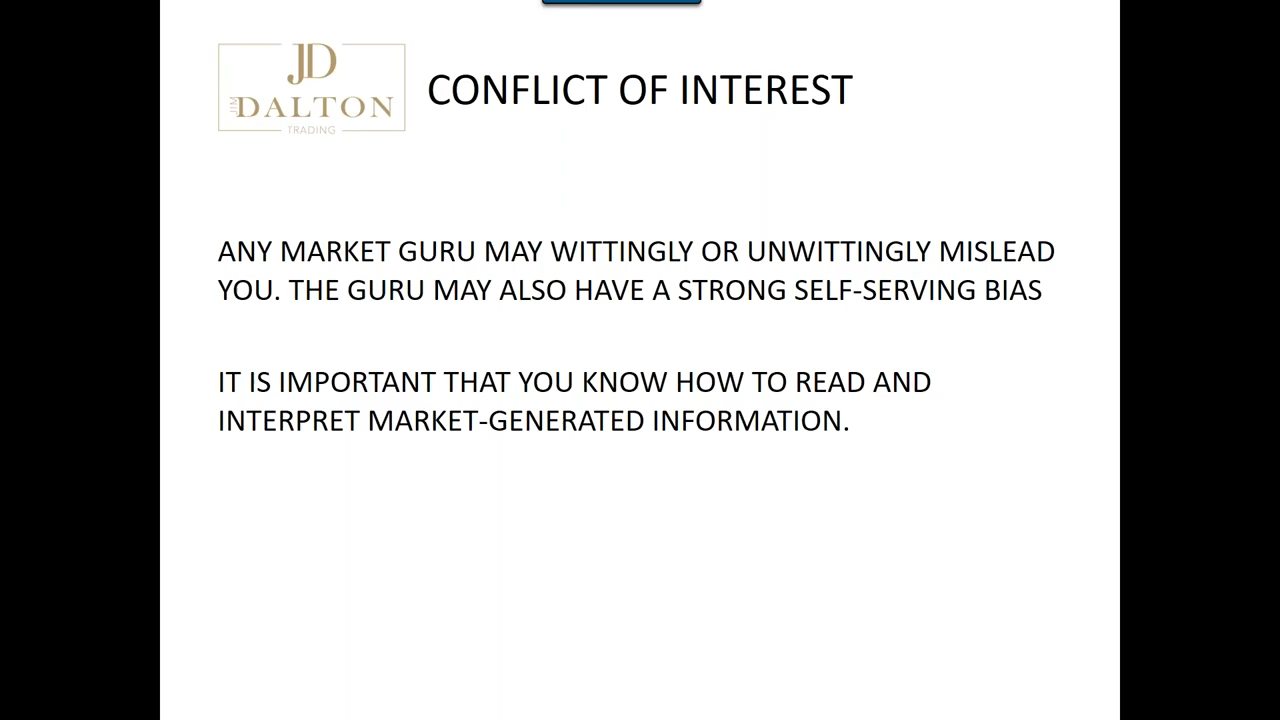 JD
JIM DALTON
TRADING
CONFLICT OF INTEREST
ANY MARKET GURU MAY WITTINGLY OR UNWITTINGLY MISLEAD
YOU. THE GURU MAY ALSO HAVE A STRONG SELF-SERVING BIAS
IT IS IMPORTANT THAT YOU KNOW HOW TO READ AND
INTERPRET MARKET-GENERATED INFORMATION.